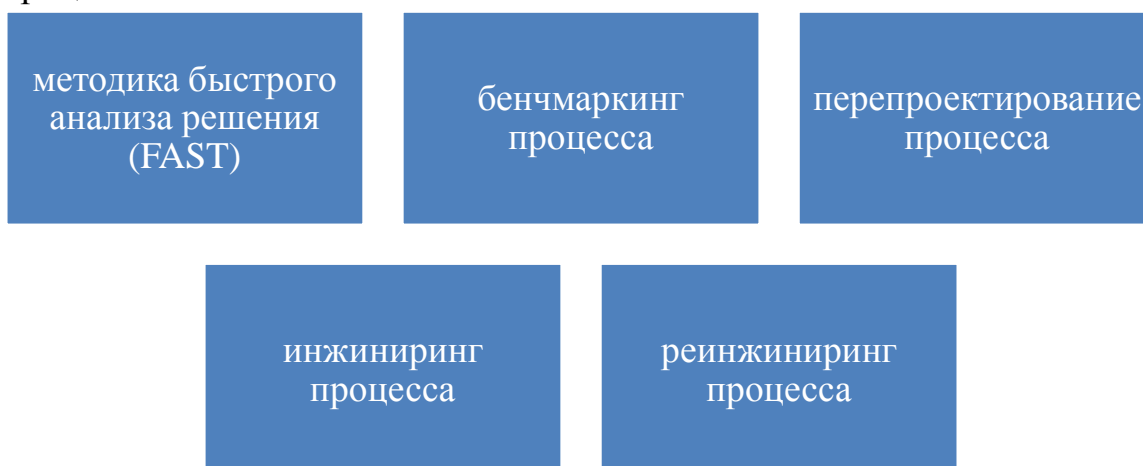 методика быстрого
анализа решения
(FAST)
бенчмаркинг
процесса
перепроектирование
процесса
инжиниринг
процесса
реинжиниринг
процесса